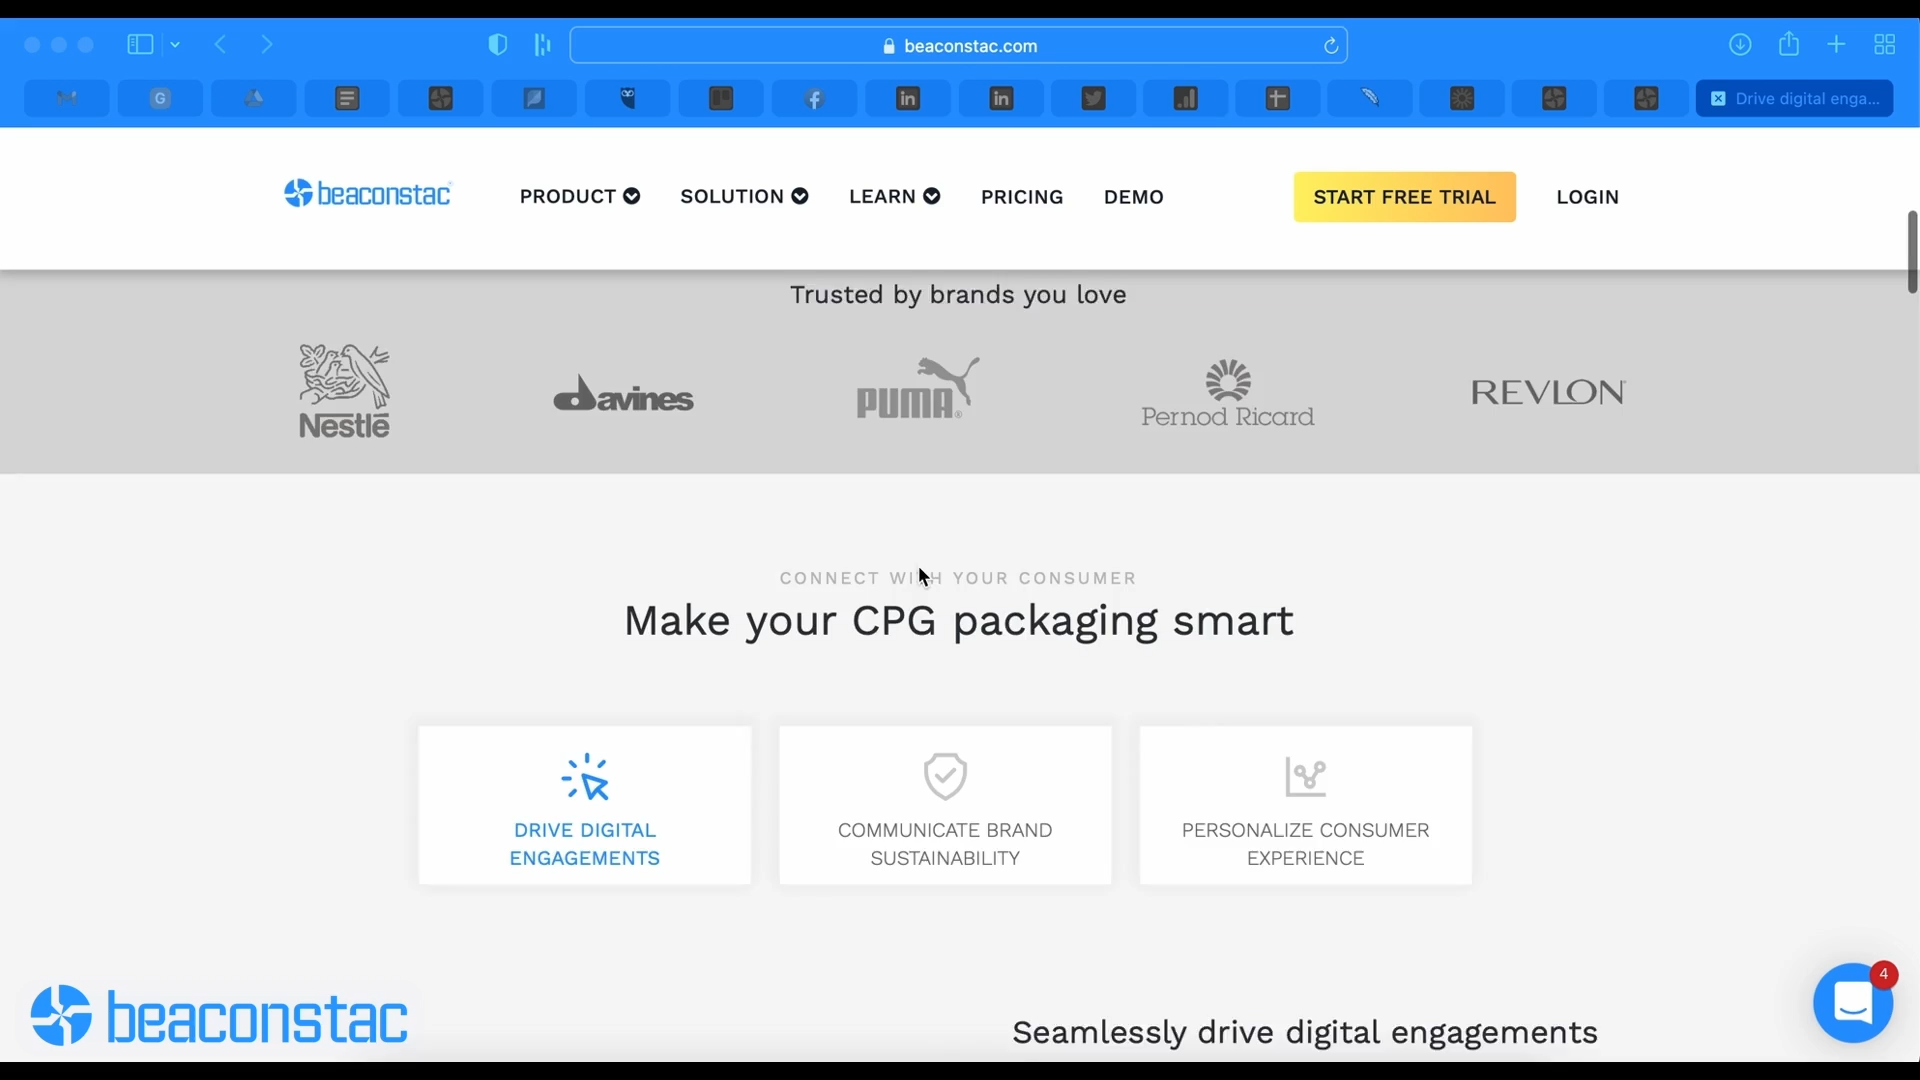 beaconstac.com
G
Drive digital enga...
beaconstac
PRODUCT
SOLUTION
LEARN
PRICING
DEMO
START FREE TRIAL
LOGIN
Trusted by brands you love
Nestlé
davines
PUMA
Pernod Ricard
REVLON
CONNECT WITH YOUR CONSUMER
Make your CPG packaging smart
DRIVE DIGITAL
ENGAGEMENTS
COMMUNICATE BRAND
SUSTAINABILITY
PERSONALIZE CONSUMER
EXPERIENCE
4
beaconstac
Seamlessly drive digital engagements